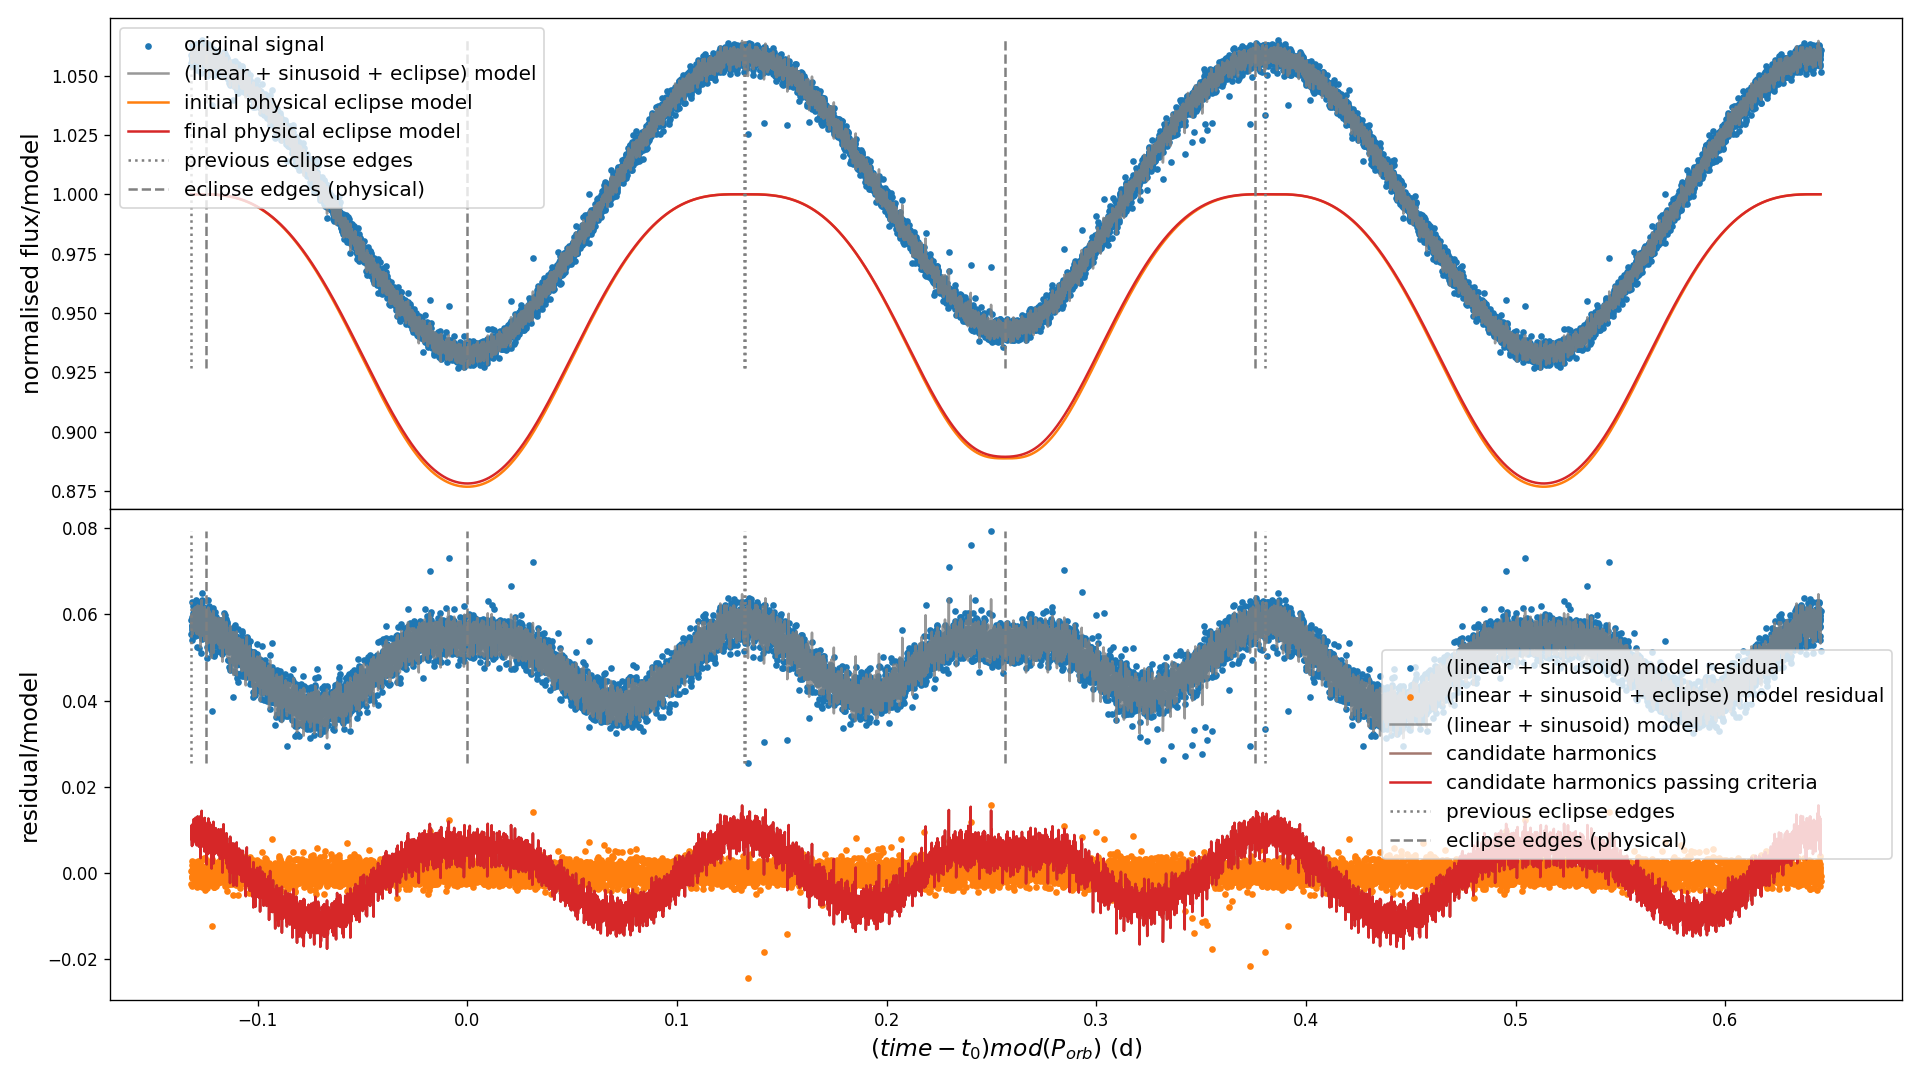 original signal
(linear + sinusoid + eclipse) model
initial physical eclipse model
final physical eclipse model
previous eclipse edges
eclipse edges (physical)
normalised flux/model
1.050
1.025
1.000
0.975
0.950
0.925
0.900
0.875
(linear + sinusoid) model residual
(linear + sinusoid + eclipse) model residual
(linear + sinusoid) model
candidate harmonics
candidate harmonics passing criteria
previous eclipse edges
eclipse edges (physical)
residual/model
0.08
0.06
0.04
0.02
0.00
−0.02
−0.1 0.0 0.1 0.2 0.3 0.4 0.5 0.6
(time − t₀)mod(Pₒᵣb) (d)